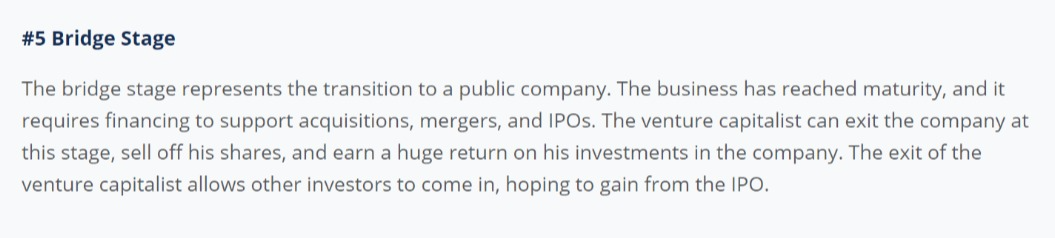 #5 Bridge Stage
The bridge stage represents the transition to a public company. The business has reached maturity, and it
requires financing to support acquisitions, mergers, and IPOs. The venture capitalist can exit the company at
this stage, sell off his shares, and earn a huge return on his investments in the company. The exit of the
venture capitalist allows other investors to come in, hoping to gain from the IPO.